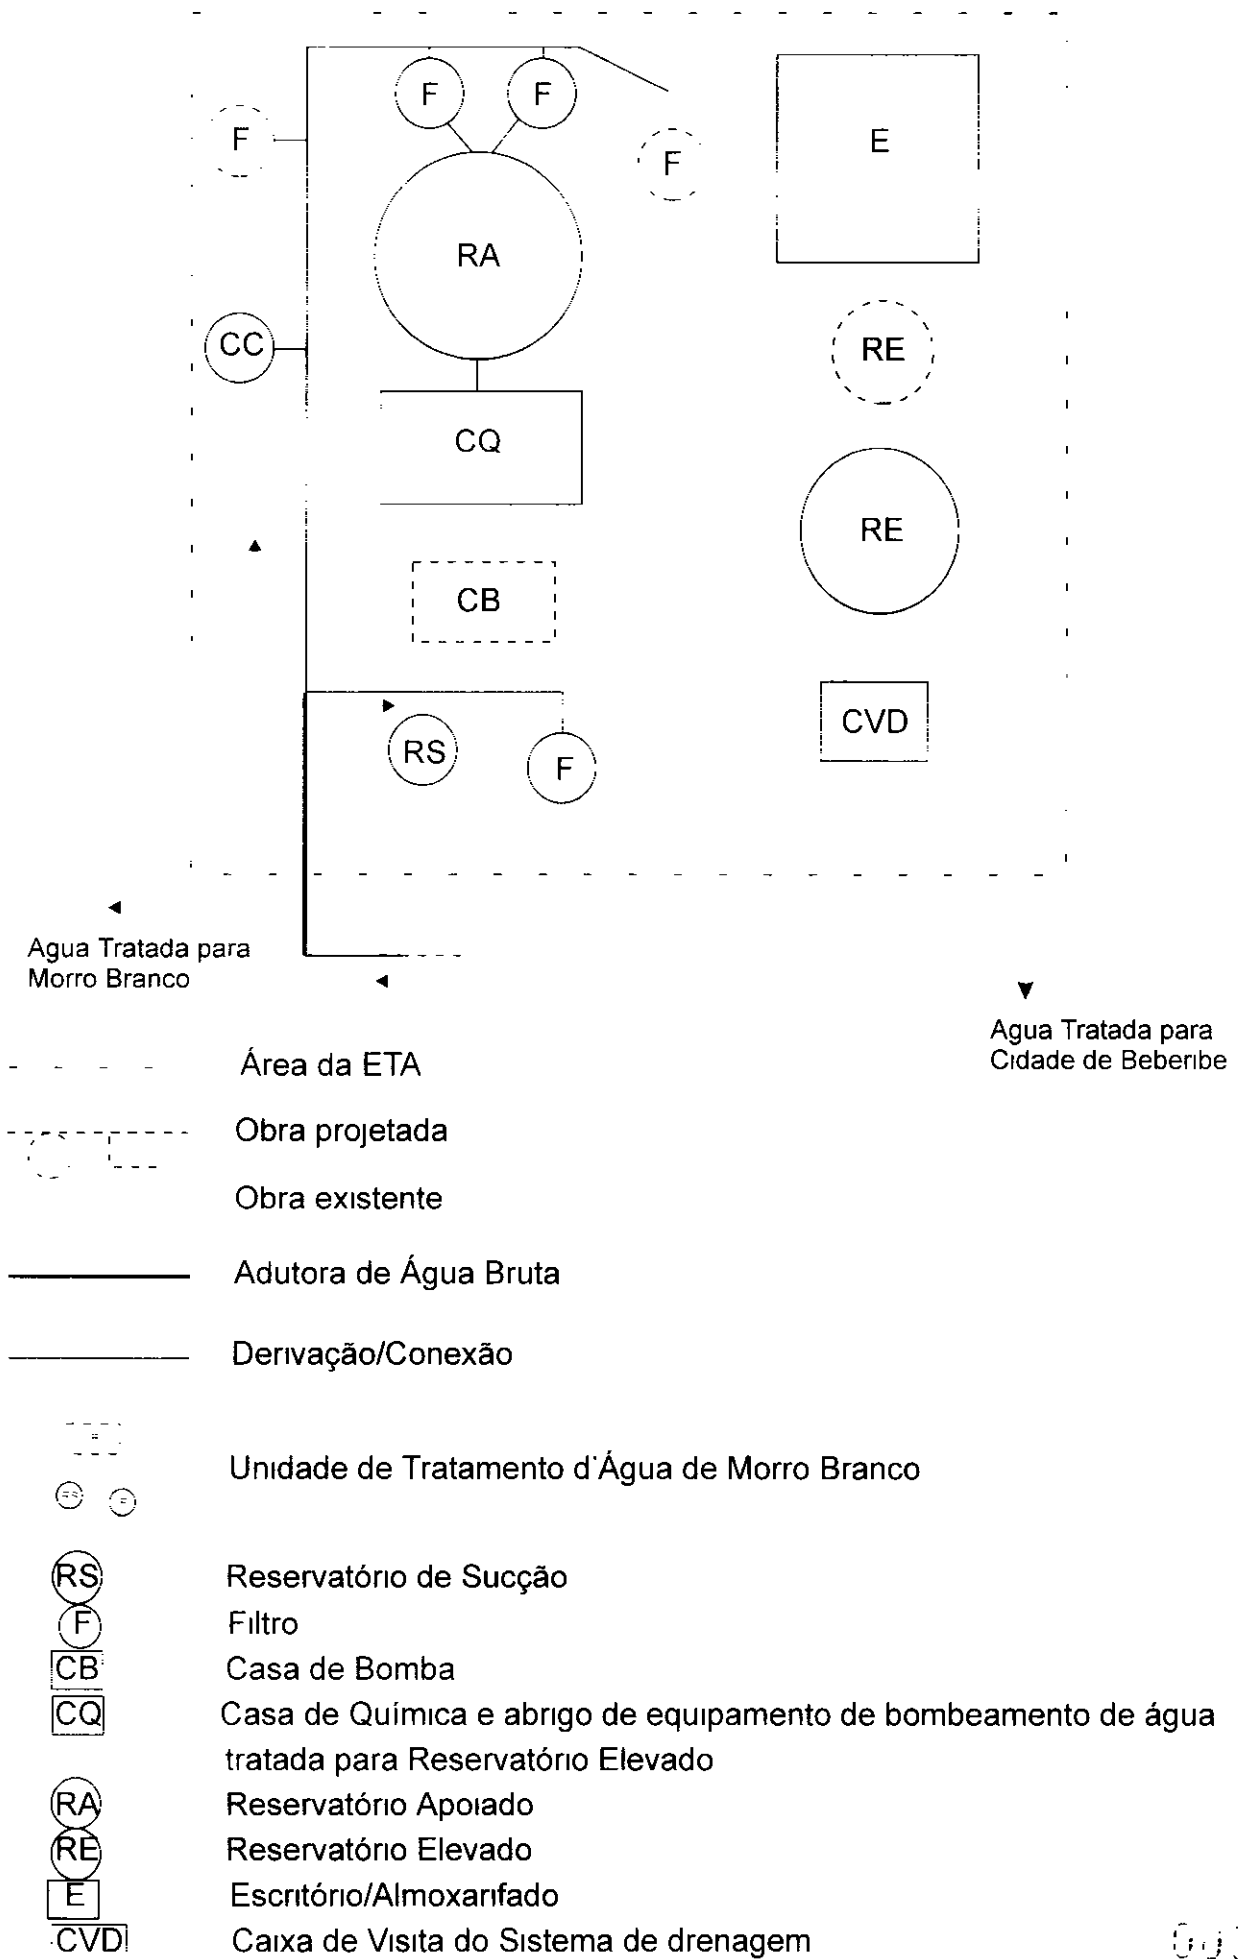 F
F
F
F
E
RA
CC
RE
CQ
RE
CB
CVD
RS
F
Agua Tratada para
Morro Branco
Agua Tratada para
Cidade de Beberibe
Área da ETA
Obra projetada
Obra existente
Adutora de Água Bruta
Derivação/Conexão
Unidade de Tratamento d'Água de Morro Branco
RS Reservatório de Sucção
F Filtro
CB Casa de Bomba
CQ Casa de Química e abrigo de equipamento de bombeamento de água
tratada para Reservatório Elevado
RA Reservatório Apoiado
RE Reservatório Elevado
E Escritório/Almoxarifado
CVD Caixa de Visita do Sistema de drenagem